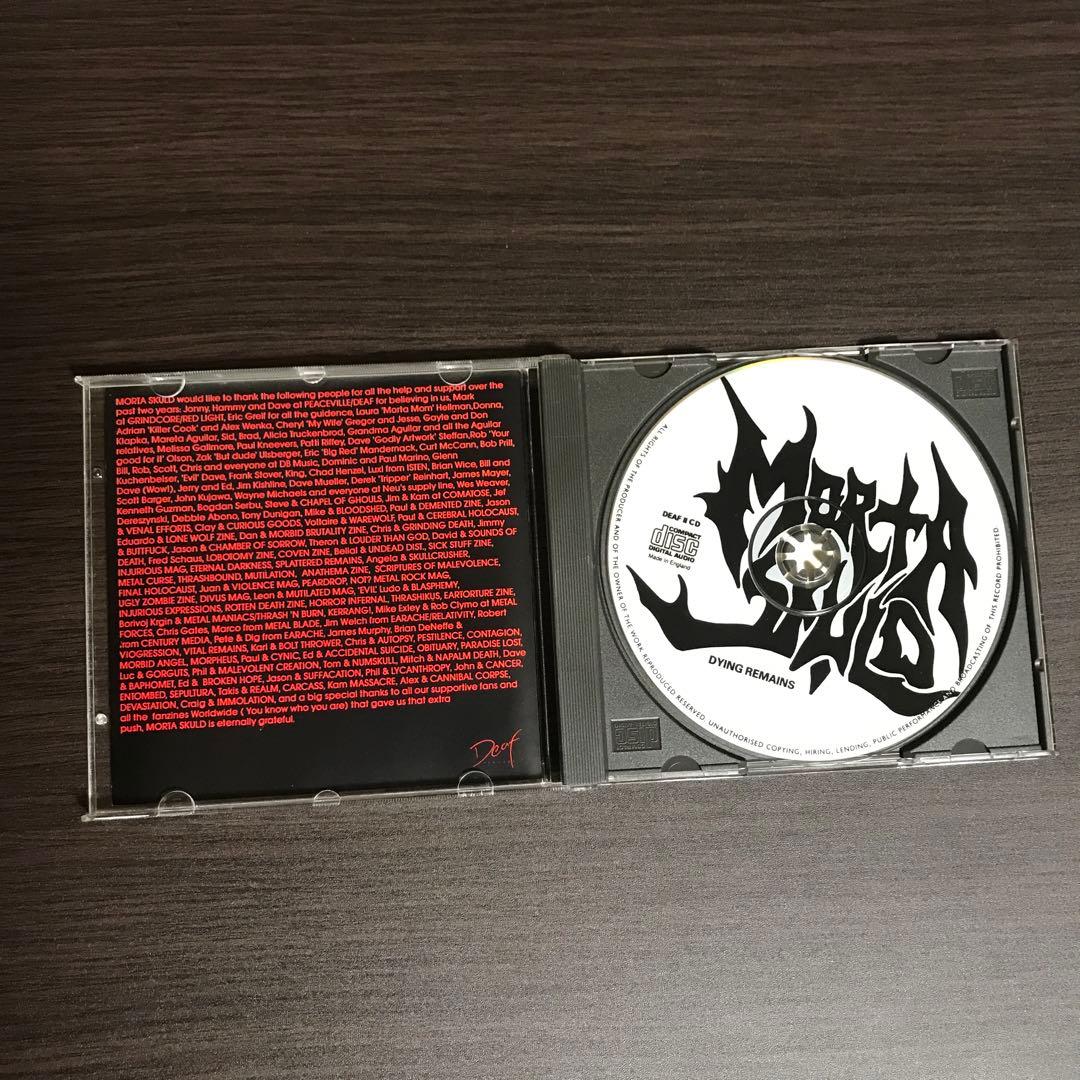 MORTA SKULD would like to thank the following people for all the help and support over the
past two years: Jonny, Hammy and Dave at PEACEVILLE/DEAF for believing in us, Mark
at GRINDCORE/RED LIGHT, Eric Greif for all the guidence, Laura 'Morta Mom' Hellman,Donna,
Adrian 'Killer Cook' and Alex Wenka, Cheryl 'My Wife' Gregor and Jesse, Gayle and Don
Klapka, Mareta Aguilar, Sid, Brad, Alicia Truckenbrod, Grandma Aguilar and all the Aguilar
relatives, Melissa Gallmore, Paul Kneevers, Patti Riffey, Dave 'Godly Artwork' Steffan,Rob 'Your
good for it' Olson, Zak 'But dude' Ulsberger, Eric 'Big Red' Mandernack, Curt McCann, Bob Prill,
Bill, Rob, Scott, Chris and everyone at DB Music, Dominic and Paul Marino, Glenn
Kuchenbelser, 'Evil' Dave, Frank Stover, King, Chad Henzel, Luxi from ISTEN, Brian Wice, Bill and
Dave (Wow!), Jerry and Ed, Jim Kishline, Dave Mueller, Derek 'Tripper' Reinhart, James Mayer,
Scott Barger, John Kujawa, Wayne Michaels and everyone at Neu's supply line, Wes Weaver,
Kenneth Guzman, Bogdan Serbu, Steve & CHAPEL OF GHOULS, Jim & Kam at COMATOSE, Jef
Dereszynski, Debbie Abono, Tony Dunigan, Mike & BLOODSHED, Paul & DEMENTED ZINE, Jason
& VENAL EFFORTS, Clay & CURIOUS GOODS, Voltaire & WARWOLF, Paul & CEREBRAL HOLOCAUST,
Eduardo & LONE WOLF ZINE, Dan & MORBID BRUTALITY ZINE, Chris & GRINDING DEATH, Jimmy
& BUTTFUCK, Jason & CHAMBER OF SORROW, Theron & LOUDER THAN GOD, David & SOUNDS OF
DEATH, Fred Schaus, LOBOTOMY ZINE, COVEN ZINE, Belial & UNDEAD DIST., SICK STUFF ZINE,
INJURIOUS MAG, ETERNAL DARKNESS, SPLATTERED REMAINS, Angela & SKULLCRUSHER,
METAL CURSE, THRASHBOUND, MUTILATION, ANATHEMA ZINE, SCRIPTURES OF MALEVOLENCE,
FINAL HOLOCAUST, Juan & VIOLENCE MAG, PEARDROP, NOT? METAL ROCK MAG,
UGLY ZOMBIE ZINE, DIVUS MAG, Leon & MUTILATED MAG, 'EVIL' Ludo & BLASPHEMY,
INJURIOUS EXPRESSIONS, ROTTEN DEATH ZINE, HORROR INFERNAL, THRASHIKUS, EARTORTURE ZINE,
Borivoj Krgin & METAL MANIACS/THRASH 'N BURN, KERRANG!, Mike Exley & Rob Clymo at METAL
FORCES, Chris Gates, Marco from METAL BLADE, Jim Welch from EARACHE/RELATIVITY, Robert
from CENTURY MEDIA, Pete & Dig from EARACHE, James Murphy, Brian DeNeffe &
VIOGRESSION, VITAL REMAINS, Karl & BOLT THROWER, Chris & AUTOPSY, PESTILENCE, CONTAGION,
MORBID ANGEL, MORPHEUS, Paul & CYNIC, Ed & ACCIDENTAL SUICIDE, OBITUARY, PARADISE LOST,
Luc & GORGUTS, Phil & MALEVOLENT CREATION, Tom & NUMSKULL, Mitch & NAPALM DEATH, Dave
& BAPHOMET, Ed & BROKEN HOPE, Jason & SUFFACATION, Phil & LYCANTHROPY, John & CANCER,
ENTOMBED, SEPULTURA, Takis & REALM, CARCASS, Kam MASSACRE, Alex & CANNIBAL CORPSE,
DEVASTATION, Craig & IMMOLATION, and a big special thanks to all our supportive fans and
all the fanzines Worldwide ( You know who you are) that gave us that extra
push, MORTA SKULD is eternally grateful.
Deaf
MORTA
SKULD
DEAF 8 CD
COMPACT
disc
DIGITAL AUDIO
Made in England
DYING REMAINS
ALL RIGHTS OF THE PRODUCER AND OF THE OWNER OF THE WORK REPRODUCED RESERVED. UNAUTHORISED COPYING, HIRING, LENDING, PUBLIC PERFORMANCE AND BROADCASTING OF THIS RECORD PROHIBITED